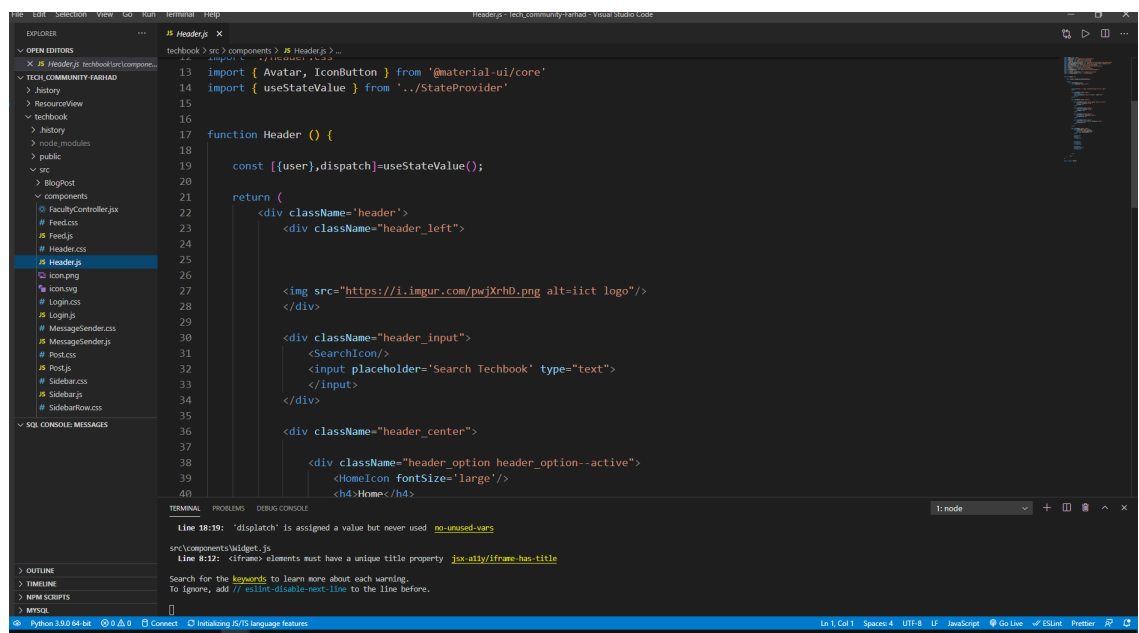 File Edit Selection View Go Run Terminal Help
Header.js - Tech_community-Farhad - Visual Studio Code
EXPLORER
OPEN EDITORS
JS Header.js techbook\src\compone...
TECH_COMMUNITY-FARHAD
.history
ResourceView
techbook
.history
node_modules
public
src
BlogPost
components
FacultyController.jsx
# Feed.css
JS Feed.js
# Header.css
JS Header.js
icon.png
icon.svg
# Login.css
JS Login.js
# MessageSender.css
JS MessageSender.js
# Post.css
JS Post.js
# Sidebar.css
JS Sidebar.js
# SidebarRow.css
SQL CONSOLE: MESSAGES
OUTLINE
TIMELINE
NPM SCRIPTS
MYSQL
JS Header.js
techbook > src > components > JS Header.js > ...
12 import './Header.css'
13 import { Avatar, IconButton } from '@material-ui/core'
14 import { useStateValue } from '../StateProvider'
15
16
17 function Header () {
18
19 const [{user},dispatch]=useStateValue();
20
21 return (
22 <div className='header'>
23 <div className="header_left">
24
25
26
27 <img src="https://i.imgur.com/pwjXrhD.png alt=iict logo"/>
28 </div>
29
30 <div className="header_input">
31 <SearchIcon/>
32 <input placeholder='Search Techbook' type="text">
33 </input>
34 </div>
35
36 <div className="header_center">
37
38 <div className="header_option header_option--active">
39 <HomeIcon fontSize='large'/>
40 <h4>Home</h4>
TERMINAL PROBLEMS DEBUG CONSOLE
1: node
Line 18:19: 'displatch' is assigned a value but never used no-unused-vars
src\components\Widget.js
Line 8:12: <iframe> elements must have a unique title property jsx-a11y/iframe-has-title
Search for the keywords to learn more about each warning.
To ignore, add // eslint-disable-next-line to the line before.
Python 3.9.0 64-bit 0 0 0 Connect Initializing JS/TS language features Ln 1, Col 1 Spaces: 4 UTF-8 LF JavaScript Go Live ESLint Prettier